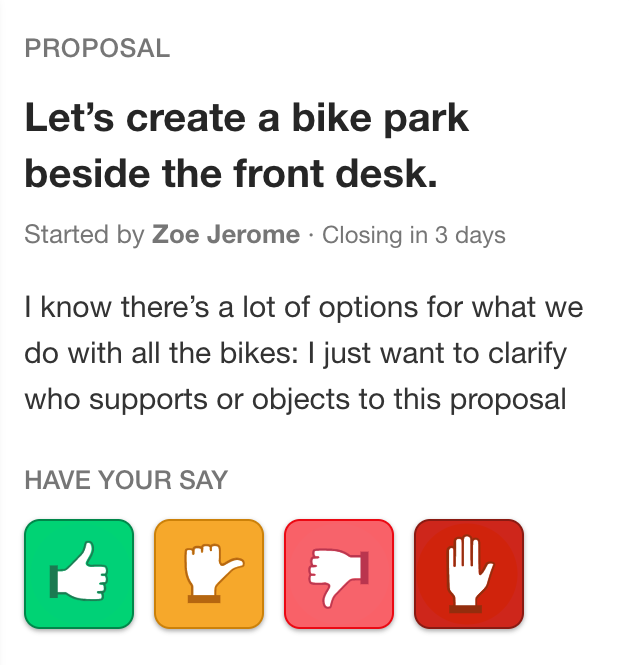 PROPOSAL
Let’s create a bike park
beside the front desk.
Started by Zoe Jerome · Closing in 3 days
I know there’s a lot of options for what we
do with all the bikes: I just want to clarify
who supports or objects to this proposal
HAVE YOUR SAY